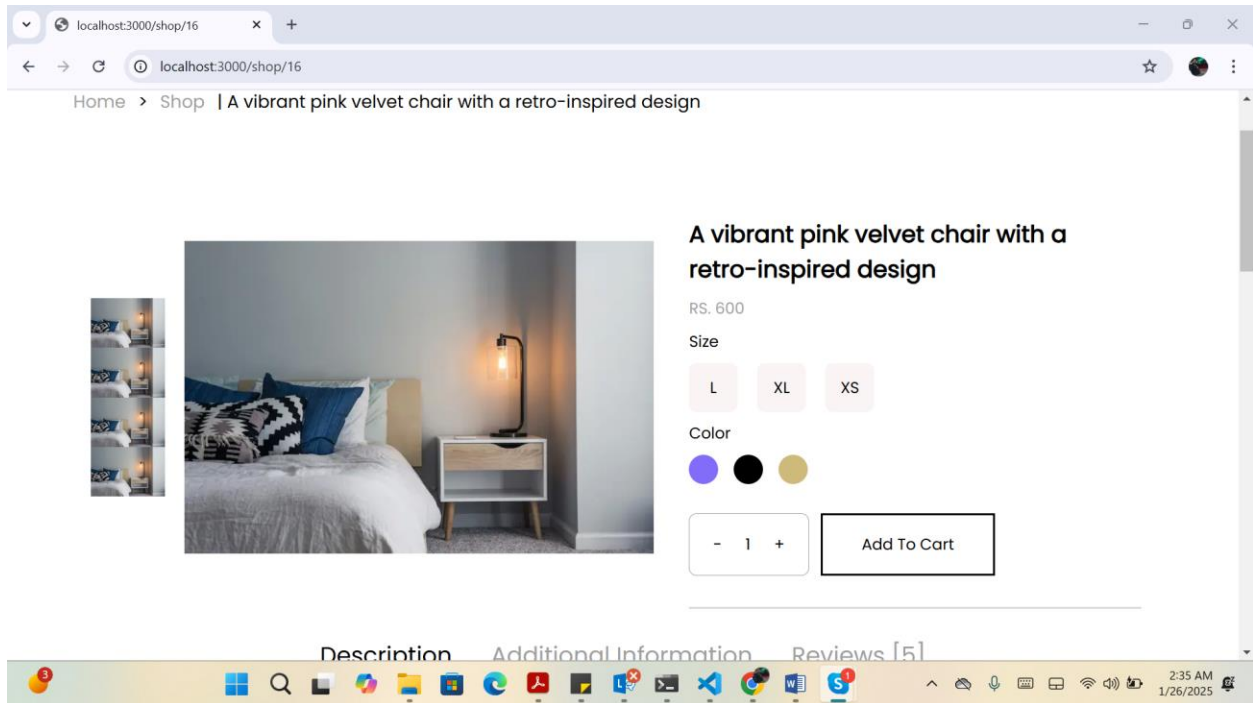 localhost:3000/shop/16
localhost:3000/shop/16
Home > Shop | A vibrant pink velvet chair with a retro-inspired design
A vibrant pink velvet chair with a
retro-inspired design
RS. 600
Size
L XL XS
Color
- 1 + Add To Cart
Description Additional Information Reviews [5]
3
1
2:35 AM
1/26/2025